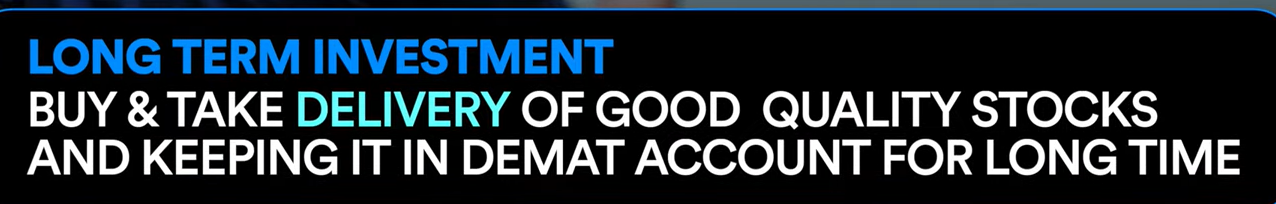 LONG TERM INVESTMENT
BUY & TAKE DELIVERY OF GOOD QUALITY STOCKS
AND KEEPING IT IN DEMAT ACCOUNT FOR LONG TIME